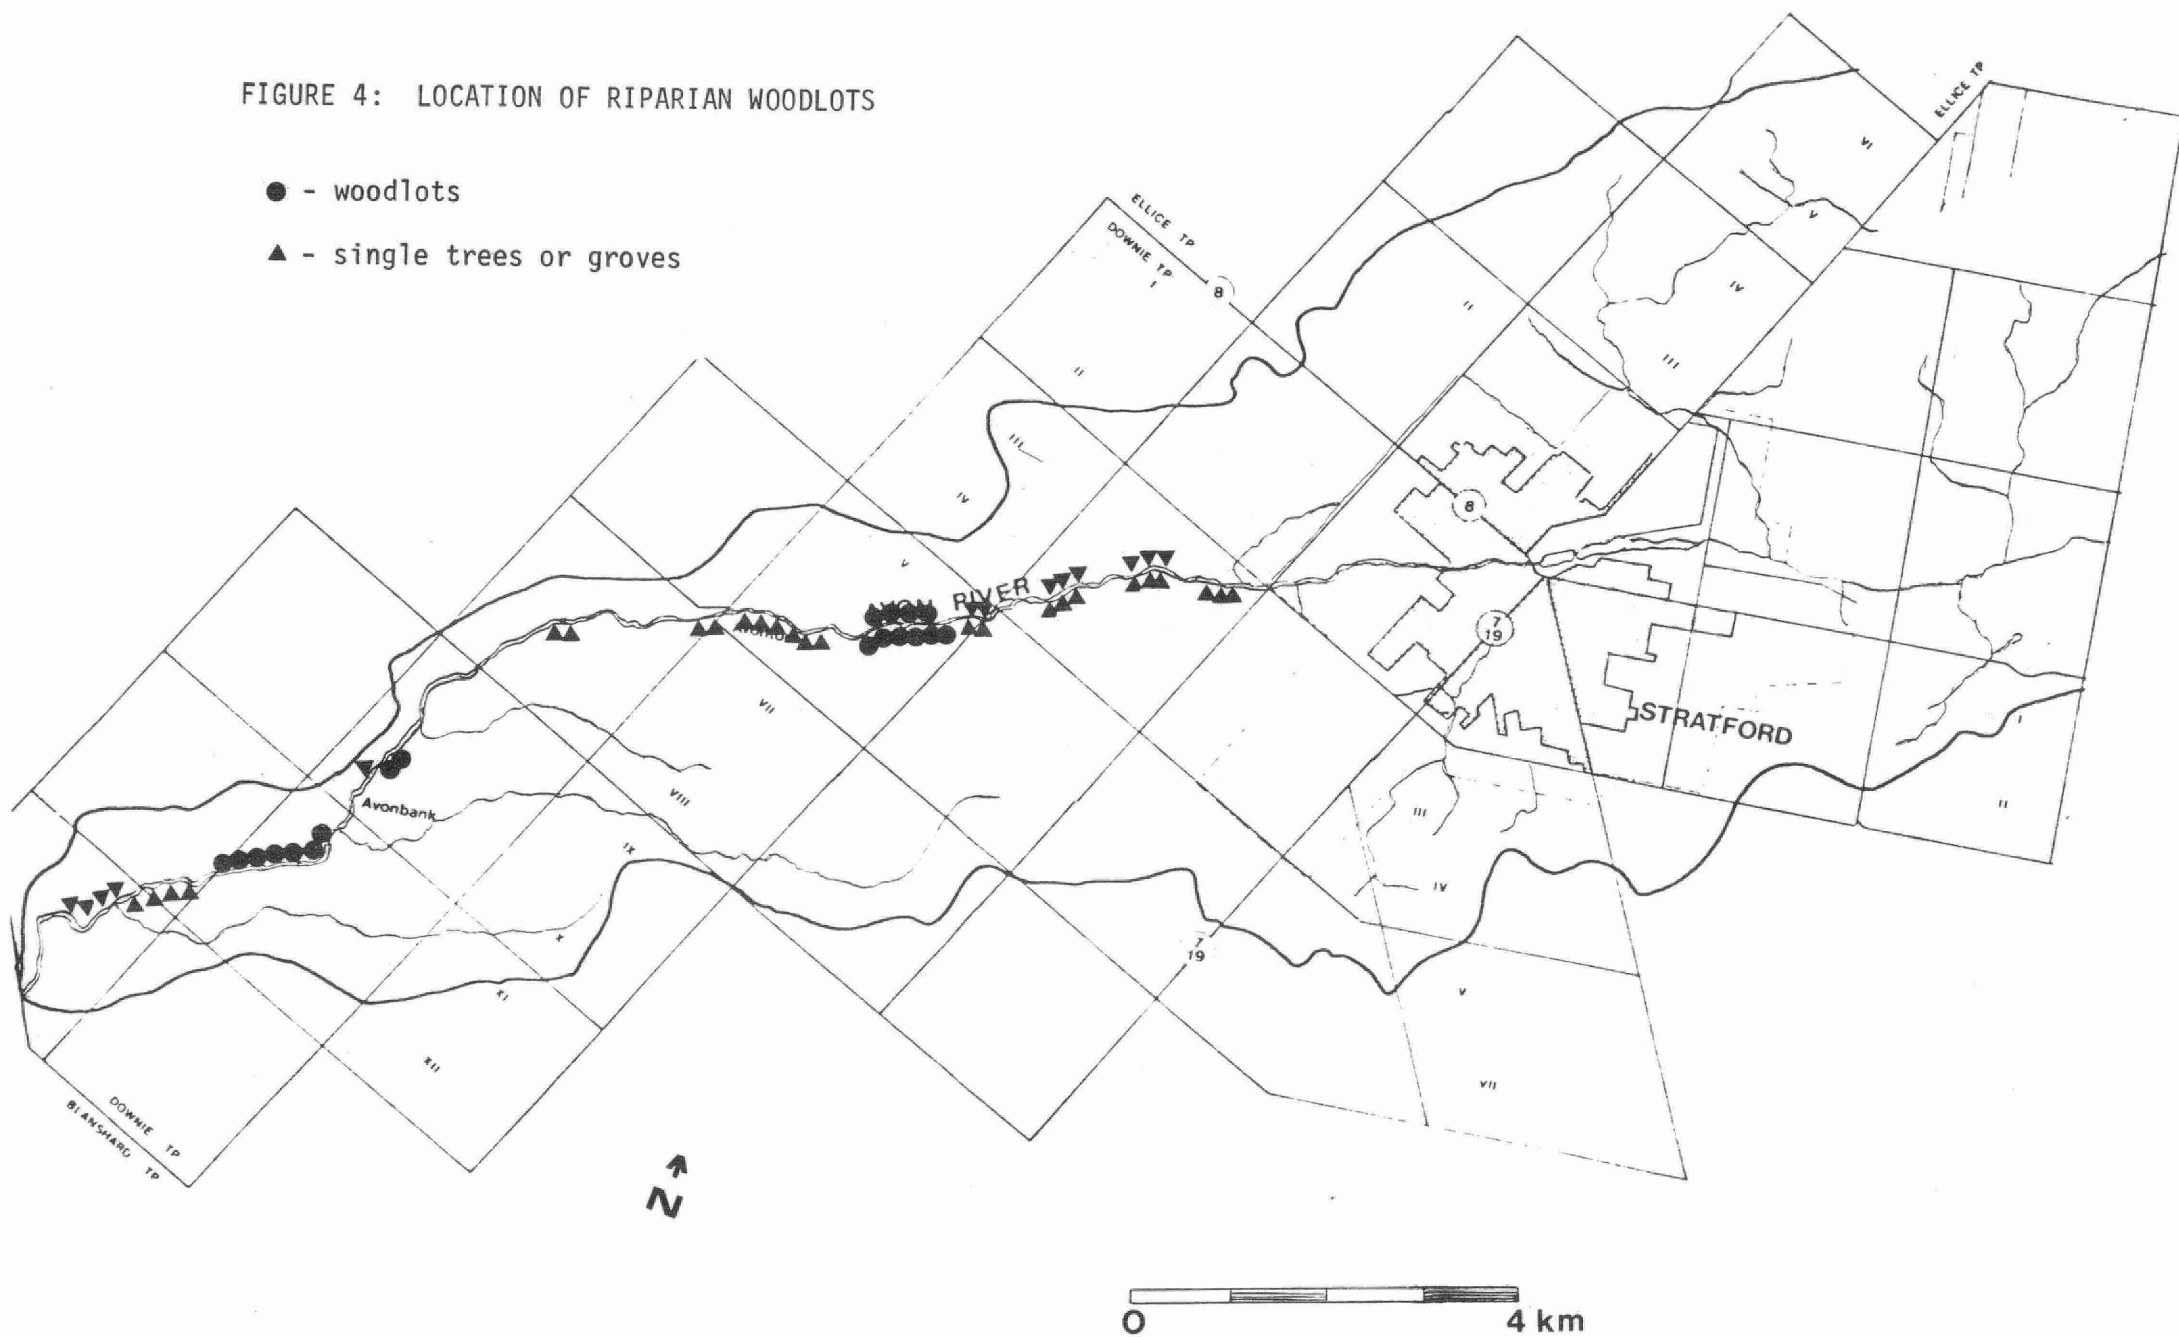 FIGURE 4: LOCATION OF RIPARIAN WOODLOTS
● - woodlots
▲ - single trees or groves
ELLICE TP
VI
V
IV
III
II
ELLICE TP
DOWNIE TP
I
8
II
III
IV
V
8
AVON RIVER
7
19
STRATFORD
I
II
VII
VIII
III
Avonbank
IX
IV
X
7
19
XI
V
XII
VII
DOWNIE TP
BLANSHARD TP
N
0 4 km